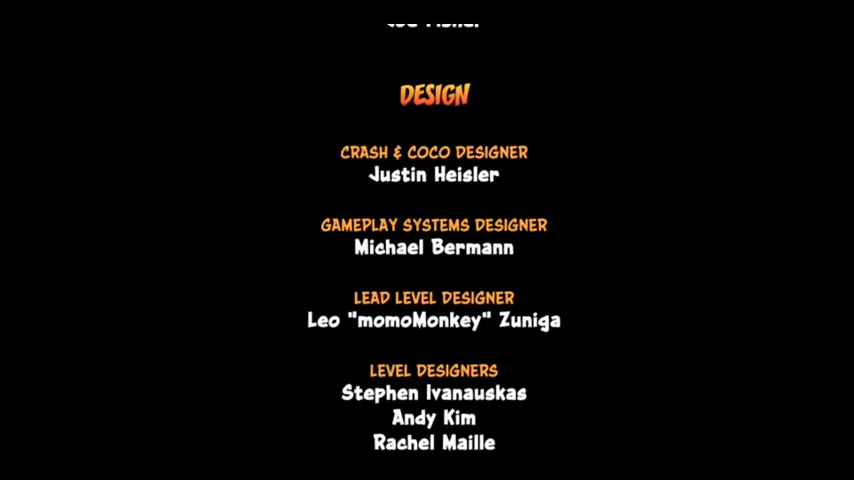 DESIGN
CRASH & COCO DESIGNER
Justin Heisler
GAMEPLAY SYSTEMS DESIGNER
Michael Bermann
LEAD LEVEL DESIGNER
Leo "momoMonkey" Zuniga
LEVEL DESIGNERS
Stephen Ivanauskas
Andy Kim
Rachel Maille